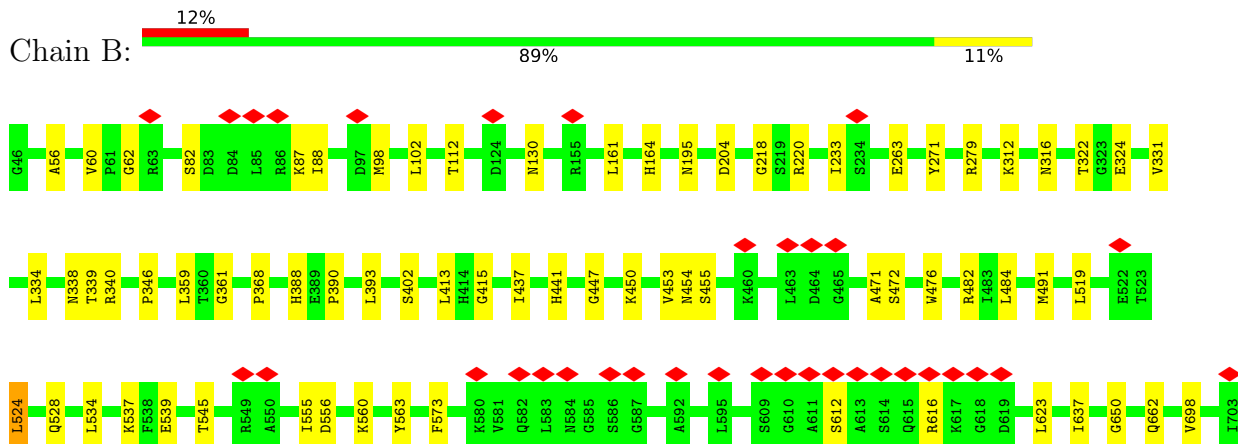 12%
Chain B:
89% 11%
G46 A56 V60 P61 G62 R63 S82 D83 D84 L85 R86 K87 I88 D97 M98 L102 T112 D124 N130 R155 L161 H164 N195 D204 G218 S219 R220 I233 S234 E263 Y271 R279 K312 N316 T322 G323 E324 V331
L334 N338 T339 R340 P346 L359 T360 G361 P368 H388 E389 P390 L393 S402 L413 H414 G415 I437 H441 G447 K450 V453 N454 S455 K460 L463 D464 G465 A471 S472 W476 R482 I483 L484 M491 L519 E522 T523
L524 Q528 L534 K537 F538 E539 T545 R549 A550 I555 D556 K560 Y563 F573 K580 V581 Q582 L583 N584 G585 S586 G587 A592 L595 S609 G610 A611 S612 A613 S614 Q615 R616 K617 G618 D619 L623 I637 G650 Q662 V698 I703